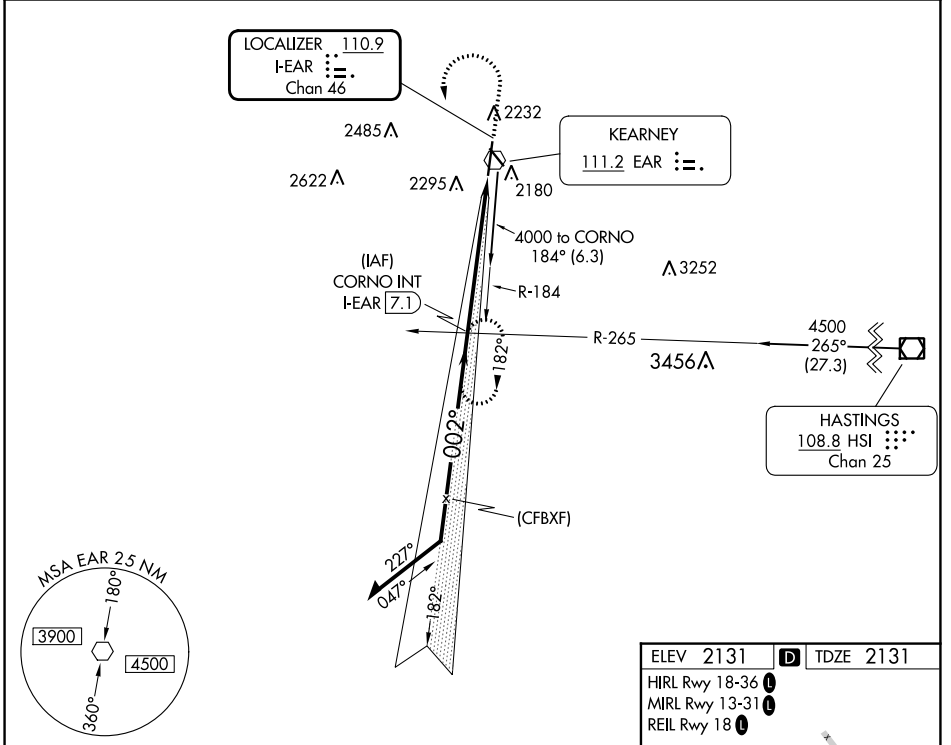 LOCALIZER 110.9
I-EAR
Chan 46
2232
2485
KEARNEY
111.2 EAR
2622
2295
2180
4000 to CORNO
184° (6.3)
(IAF)
CORNO INT
I-EAR 7.1
3252
R-184
R-265
4500
265°
(27.3)
182°
3456
HASTINGS
108.8 HSI
Chan 25
002°
(CFBXF)
227°
047°
182°
MSA EAR 25 NM
180°
3900
4500
360°
ELEV 2131 D TDZE 2131
HIRL Rwy 18-36 L
MIRL Rwy 13-31 L
REIL Rwy 18 L